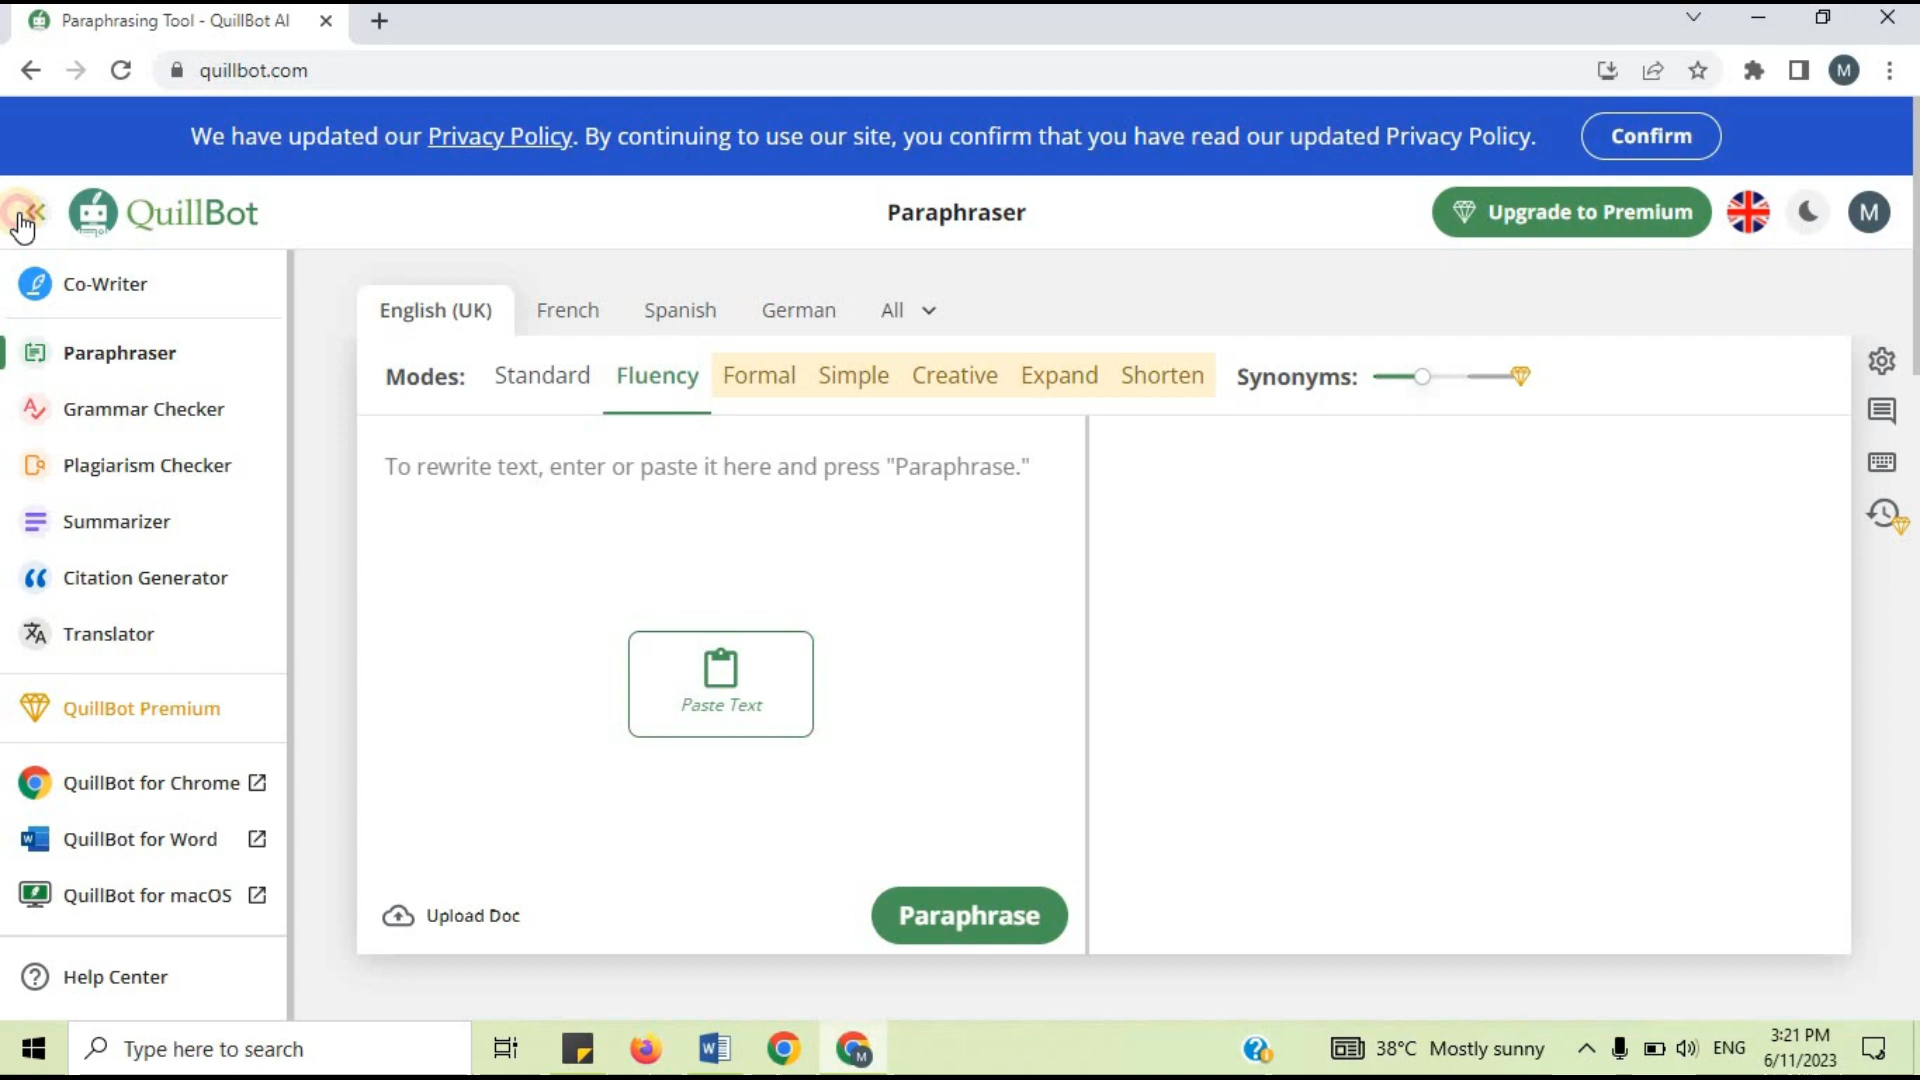 Paraphrasing Tool - QuillBot AI
quillbot.com
M
We have updated our Privacy Policy. By continuing to use our site, you confirm that you have read our updated Privacy Policy.
Confirm
QuillBot
Paraphraser
Upgrade to Premium
M
Co-Writer
Paraphraser
Grammar Checker
Plagiarism Checker
Summarizer
Citation Generator
Translator
QuillBot Premium
QuillBot for Chrome
QuillBot for Word
QuillBot for macOS
Help Center
English (UK)
French
Spanish
German
All
Modes:
Standard
Fluency
Formal
Simple
Creative
Expand
Shorten
Synonyms:
To rewrite text, enter or paste it here and press "Paraphrase."
Paste Text
Upload Doc
Paraphrase
Type here to search
38°C Mostly sunny
ENG
3:21 PM
6/11/2023